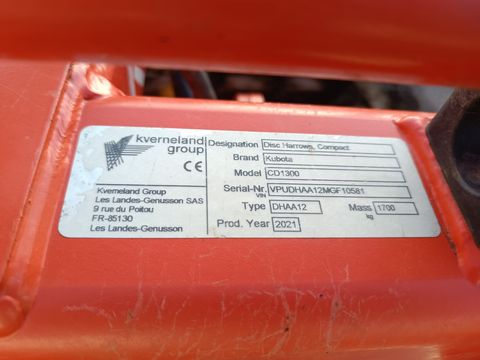 kverneland
group
CE
Kverneland Group
Les Landes-Genusson SAS
9 rue du Poitou
FR-85130
Les Landes-Genusson
Designation Disc Harrows, Compact
Brand Kubota
Model CD1300
Serial-Nr. VPUDHAA12MGF10581
VIN
Type DHAA12 Mass 1700
kg
Prod. Year 2021